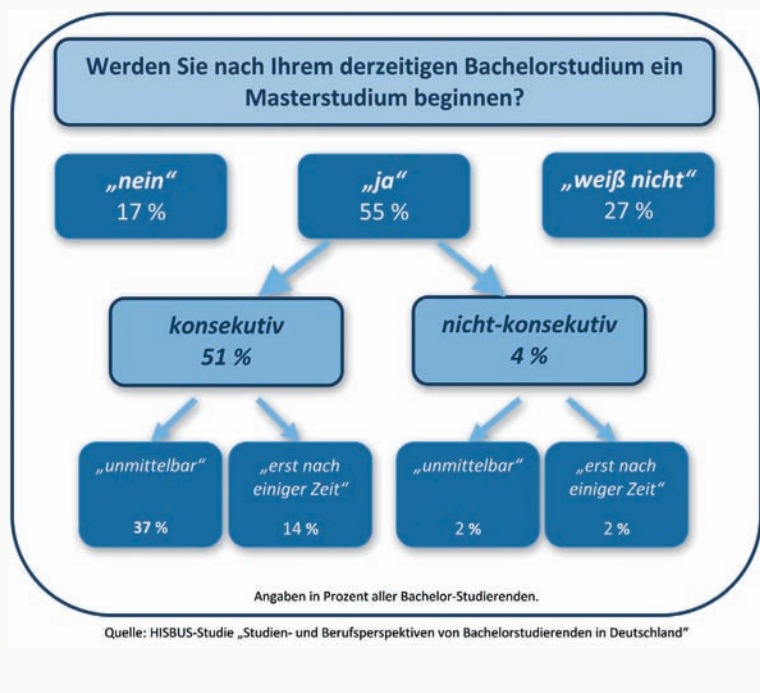 Werden Sie nach Ihrem derzeitigen Bachelorstudium ein
Masterstudium beginnen?
„nein“
17 %
„ja“
55 %
„weiß nicht“
27 %
konsekutiv
51 %
nicht-konsekutiv
4 %
„unmittelbar“
37 %
„erst nach
einiger Zeit“
14 %
„unmittelbar“
2 %
„erst nach
einiger Zeit“
2 %
Angaben in Prozent aller Bachelor-Studierenden.
Quelle: HISBUS-Studie „Studien- und Berufsperspektiven von Bachelorstudierenden in Deutschland“